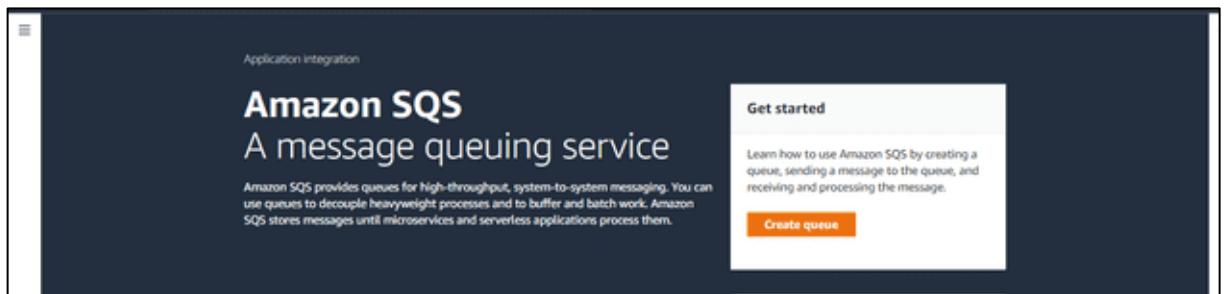 Application integration
Amazon SQS
A message queuing service
Amazon SQS provides queues for high-throughput, system-to-system messaging. You can
use queues to decouple heavyweight processes and to buffer and batch work. Amazon
SQS stores messages until microservices and serverless applications process them.
Get started
Learn how to use Amazon SQS by creating a
queue, sending a message to the queue, and
receiving and processing the message.
Create queue